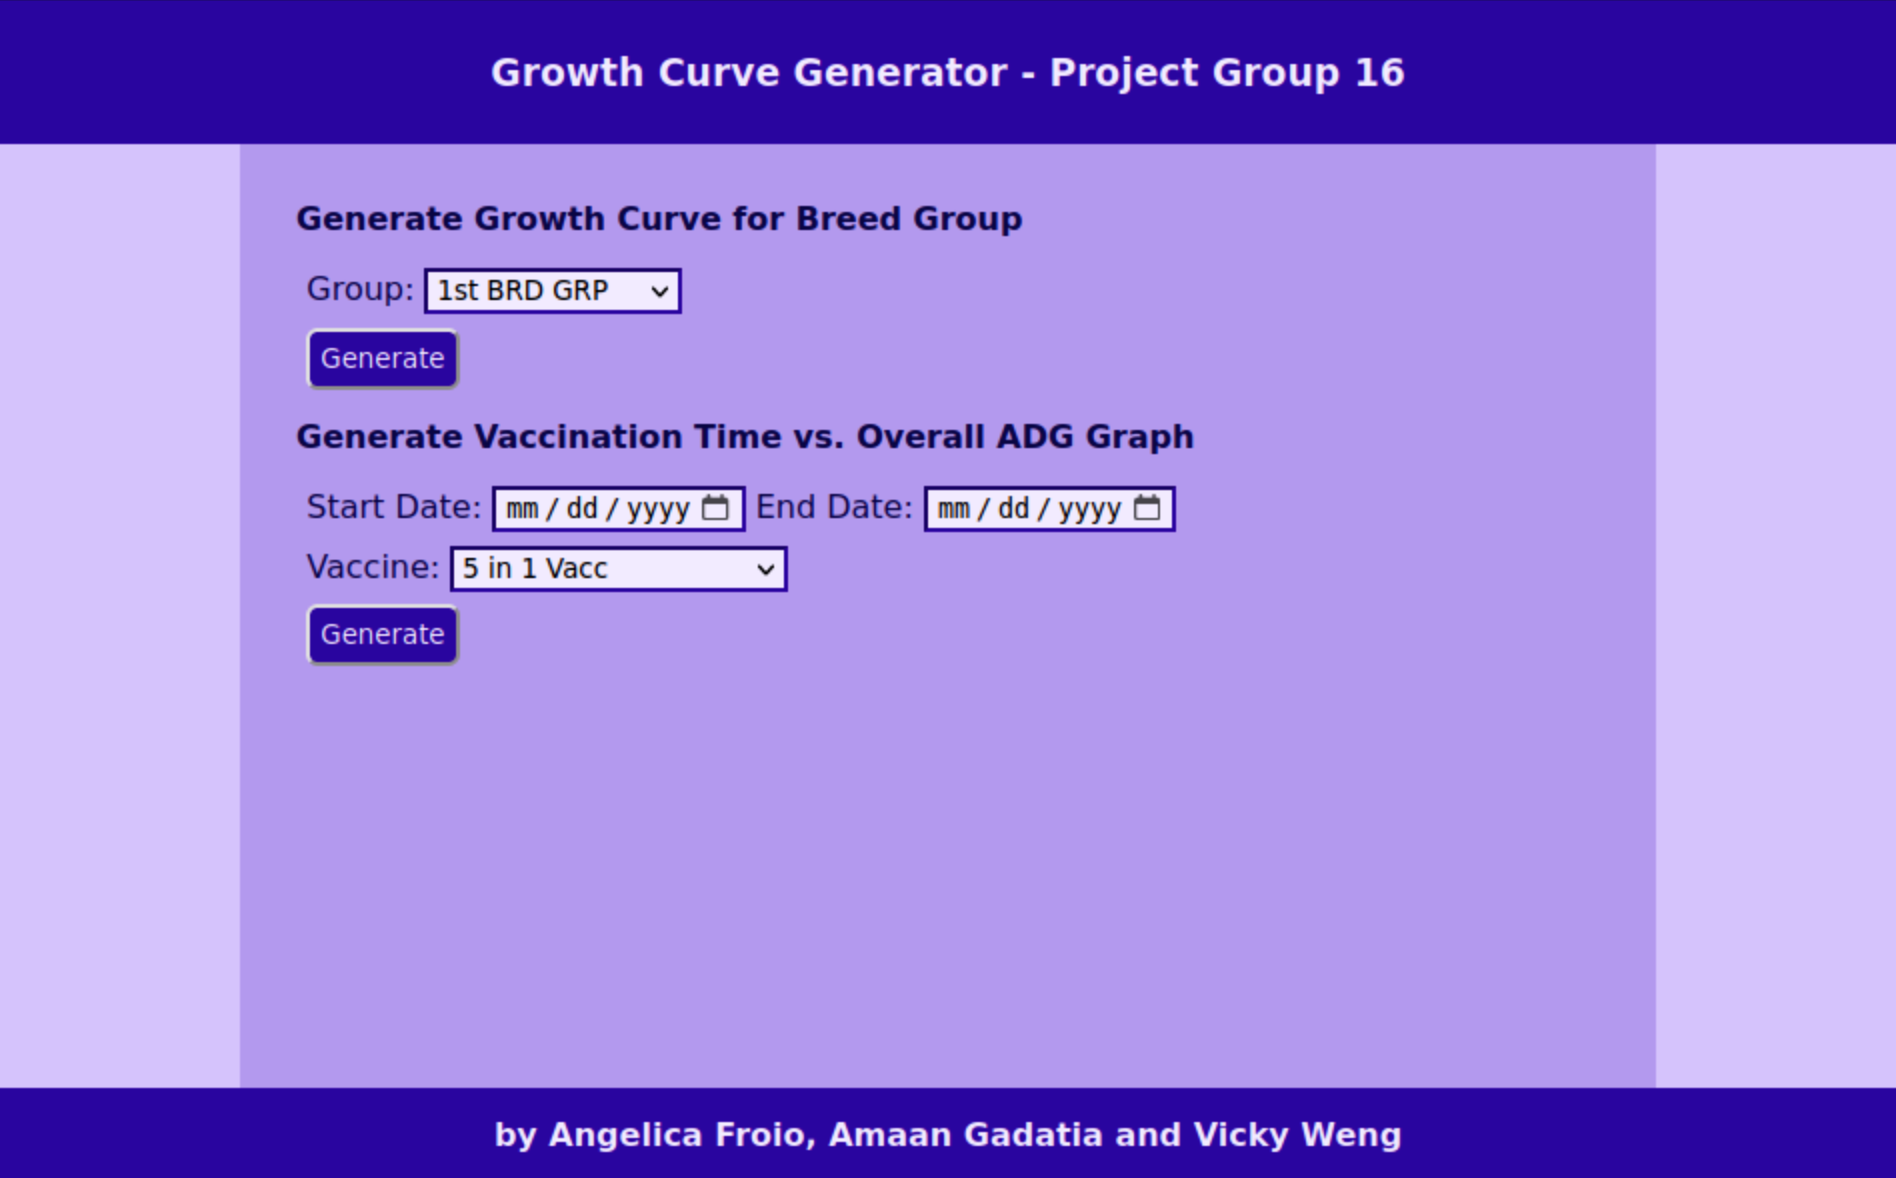 Growth Curve Generator - Project Group 16
Generate Growth Curve for Breed Group
Group: 1st BRD GRP
Generate
Generate Vaccination Time vs. Overall ADG Graph
Start Date: mm / dd / yyyy End Date: mm / dd / yyyy
Vaccine: 5 in 1 Vacc
Generate
by Angelica Froio, Amaan Gadatia and Vicky Weng